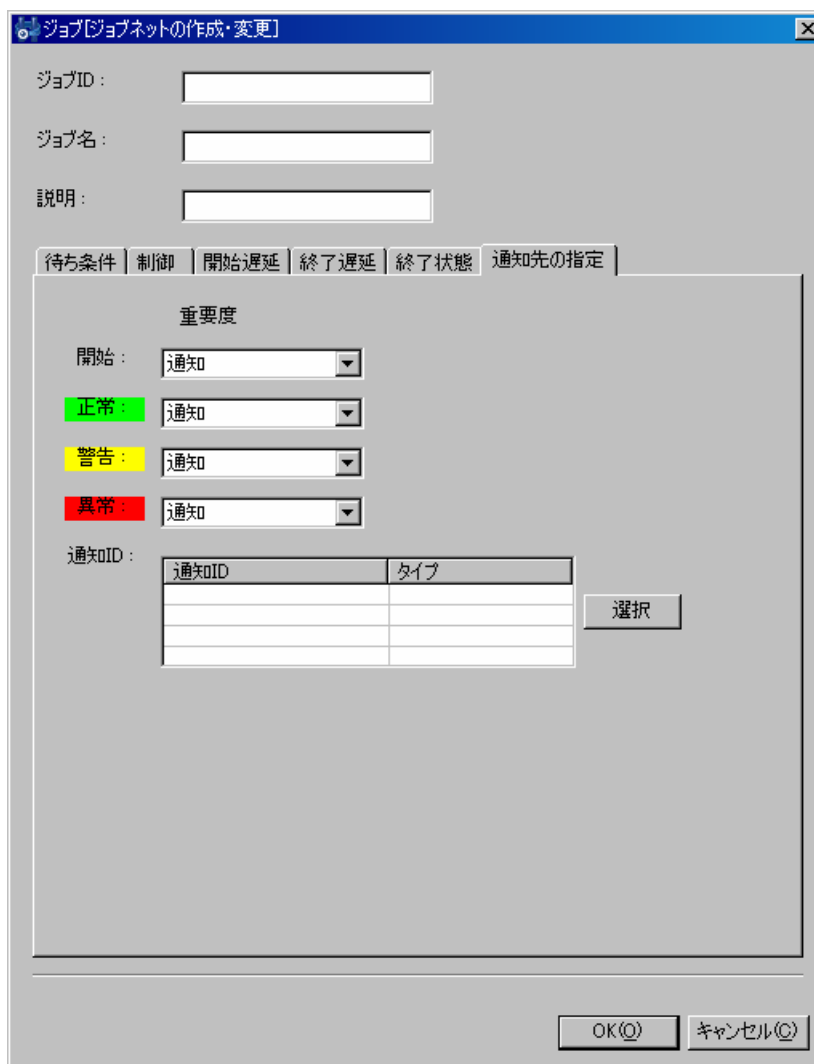 ジョブ[ジョブネットの作成・変更]
ジョブID：
ジョブ名：
説明：
待ち条件 制御 開始遅延 終了遅延 終了状態 通知先の指定
重要度
開始： 通知
正常： 通知
警告： 通知
異常： 通知
通知ID：
通知ID タイプ
選択
OK(O) キャンセル(C)